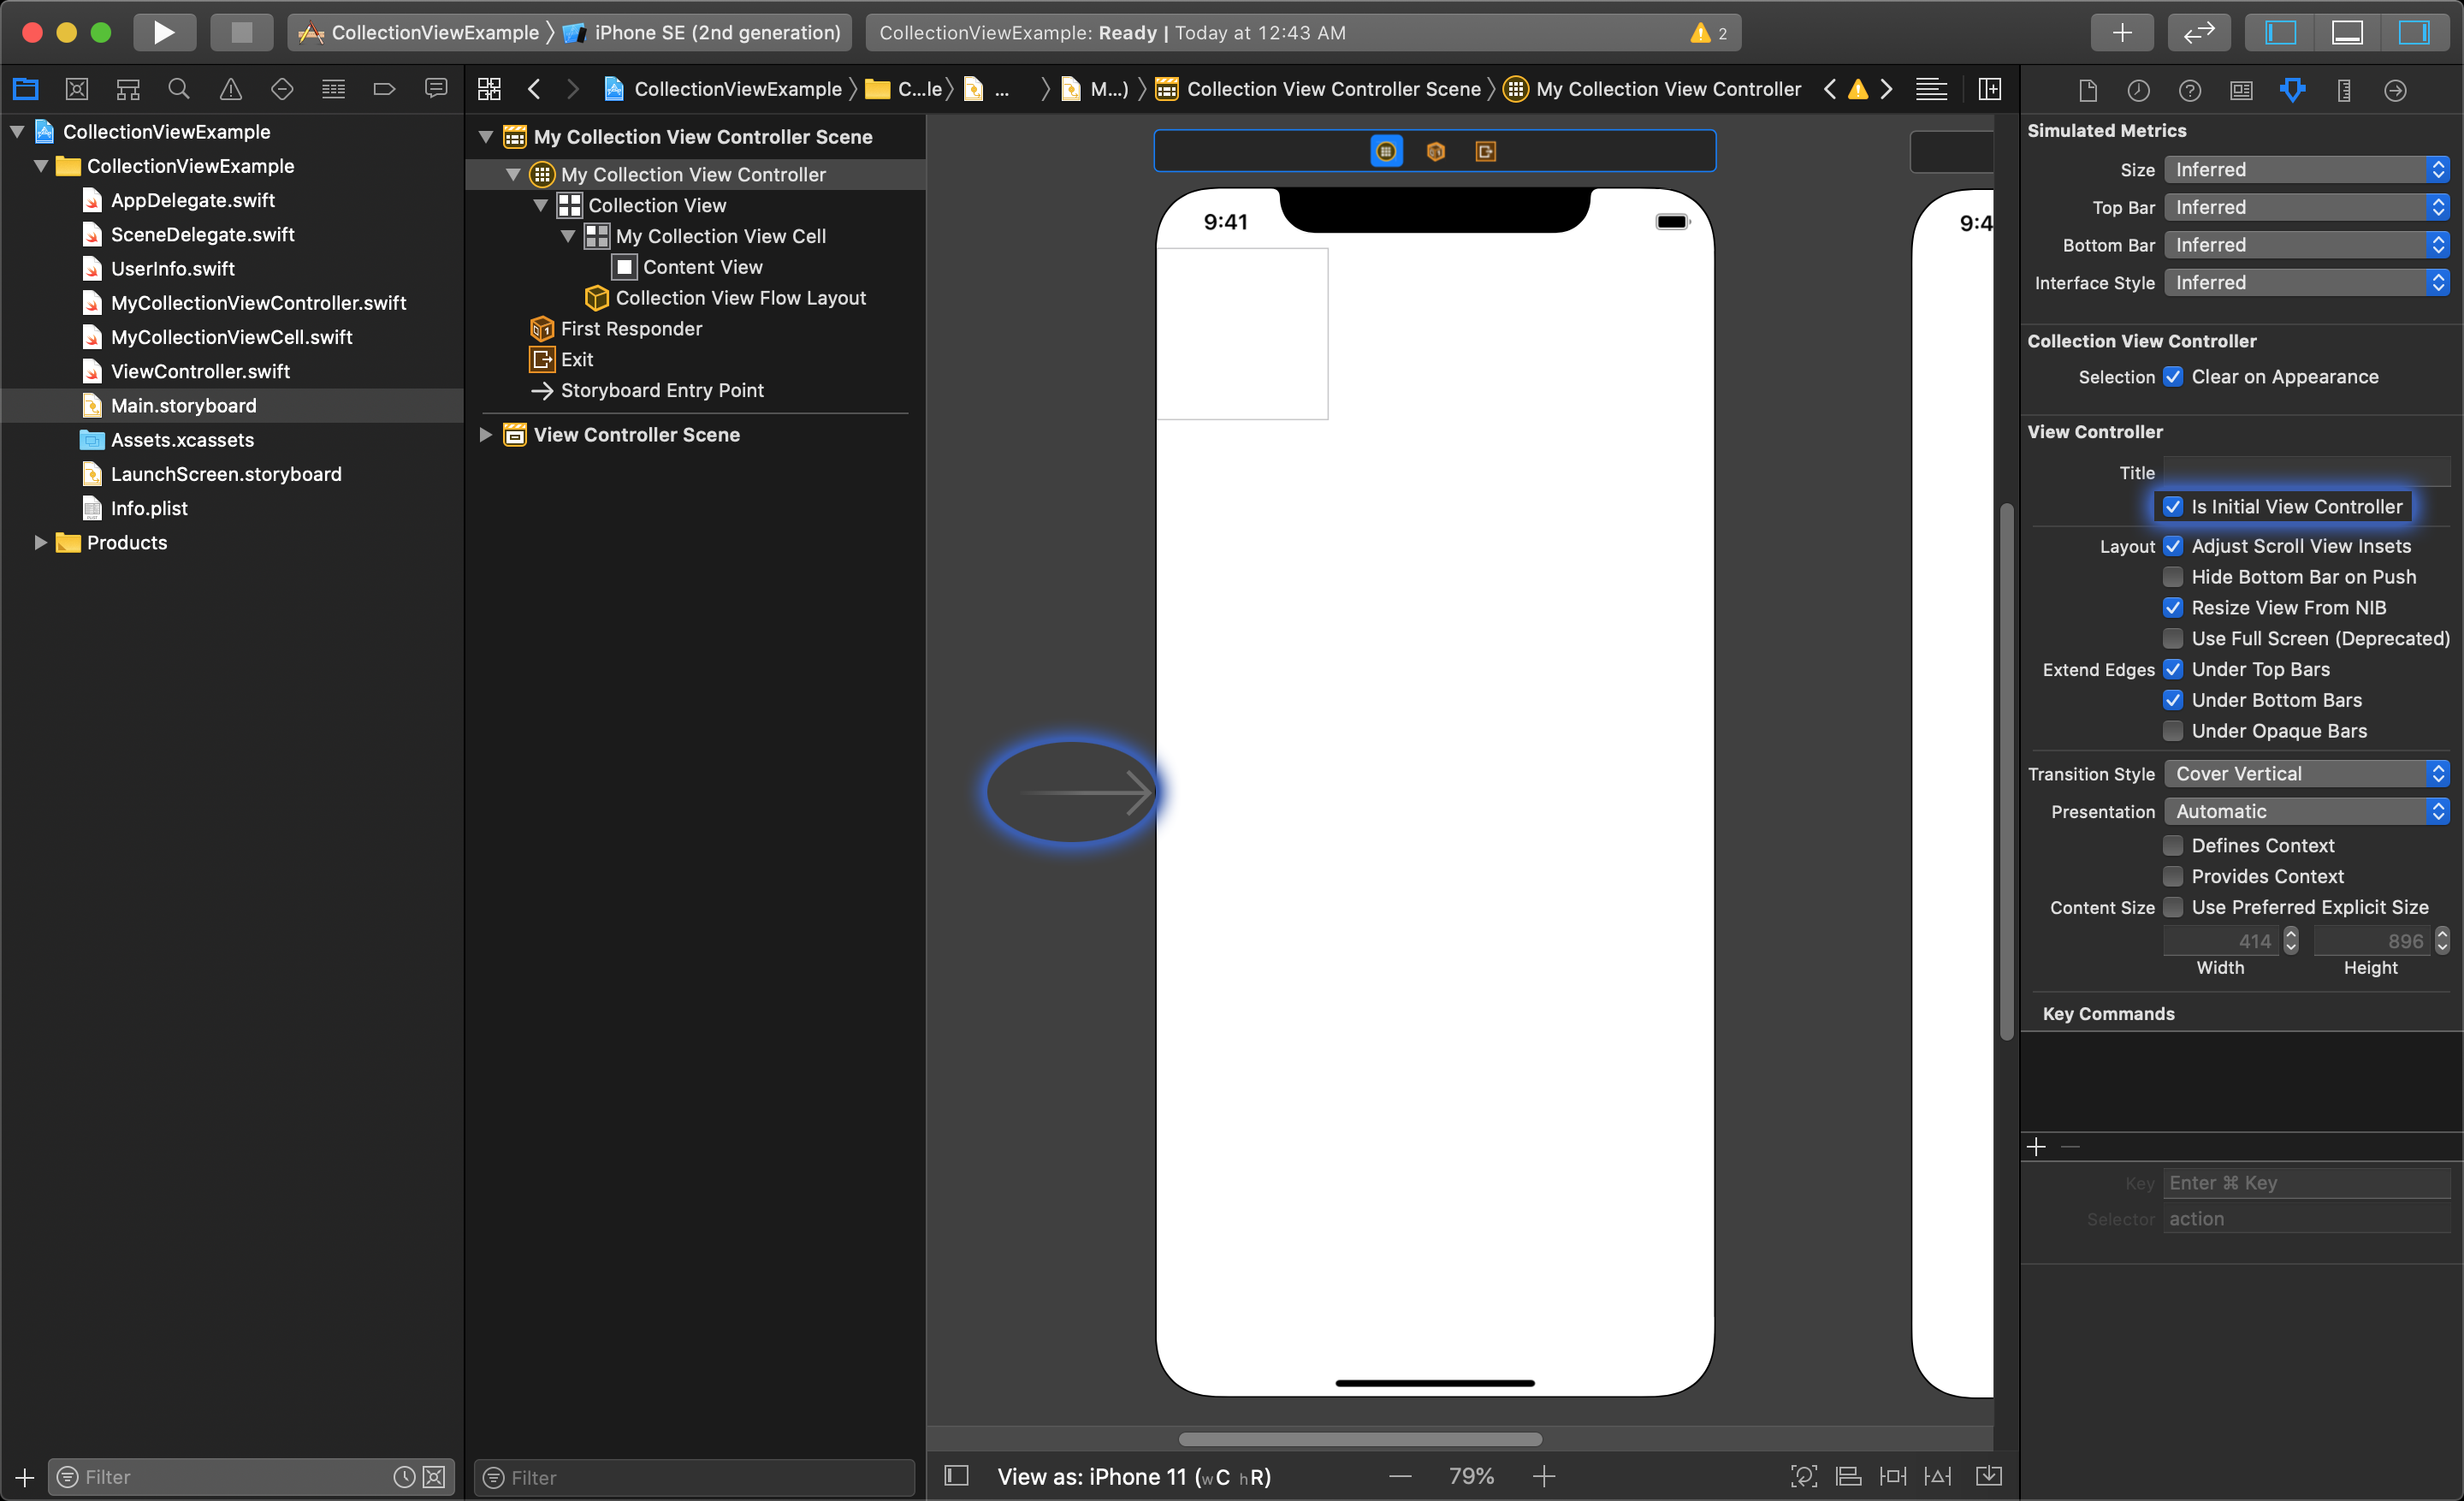 CollectionViewExample
iPhone SE (2nd generation)
CollectionViewExample: Ready | Today at 12:43 AM
2
CollectionViewExample
C...le
...
M...)
Collection View Controller Scene
My Collection View Controller
CollectionViewExample
CollectionViewExample
AppDelegate.swift
SceneDelegate.swift
UserInfo.swift
MyCollectionViewController.swift
MyCollectionViewCell.swift
ViewController.swift
Main.storyboard
Assets.xcassets
LaunchScreen.storyboard
Info.plist
Products
Filter
My Collection View Controller Scene
My Collection View Controller
Collection View
My Collection View Cell
Content View
Collection View Flow Layout
First Responder
Exit
Storyboard Entry Point
View Controller Scene
Filter
9:41
9:4
View as: iPhone 11 (wC hR)
79%
Simulated Metrics
Size Inferred
Top Bar Inferred
Bottom Bar Inferred
Interface Style Inferred
Collection View Controller
Selection Clear on Appearance
View Controller
Title
Is Initial View Controller
Layout Adjust Scroll View Insets
Hide Bottom Bar on Push
Resize View From NIB
Use Full Screen (Deprecated)
Extend Edges Under Top Bars
Under Bottom Bars
Under Opaque Bars
Transition Style Cover Vertical
Presentation Automatic
Defines Context
Provides Context
Content Size Use Preferred Explicit Size
414 896
Width Height
Key Commands
Key Enter ⌘ Key
Selector action